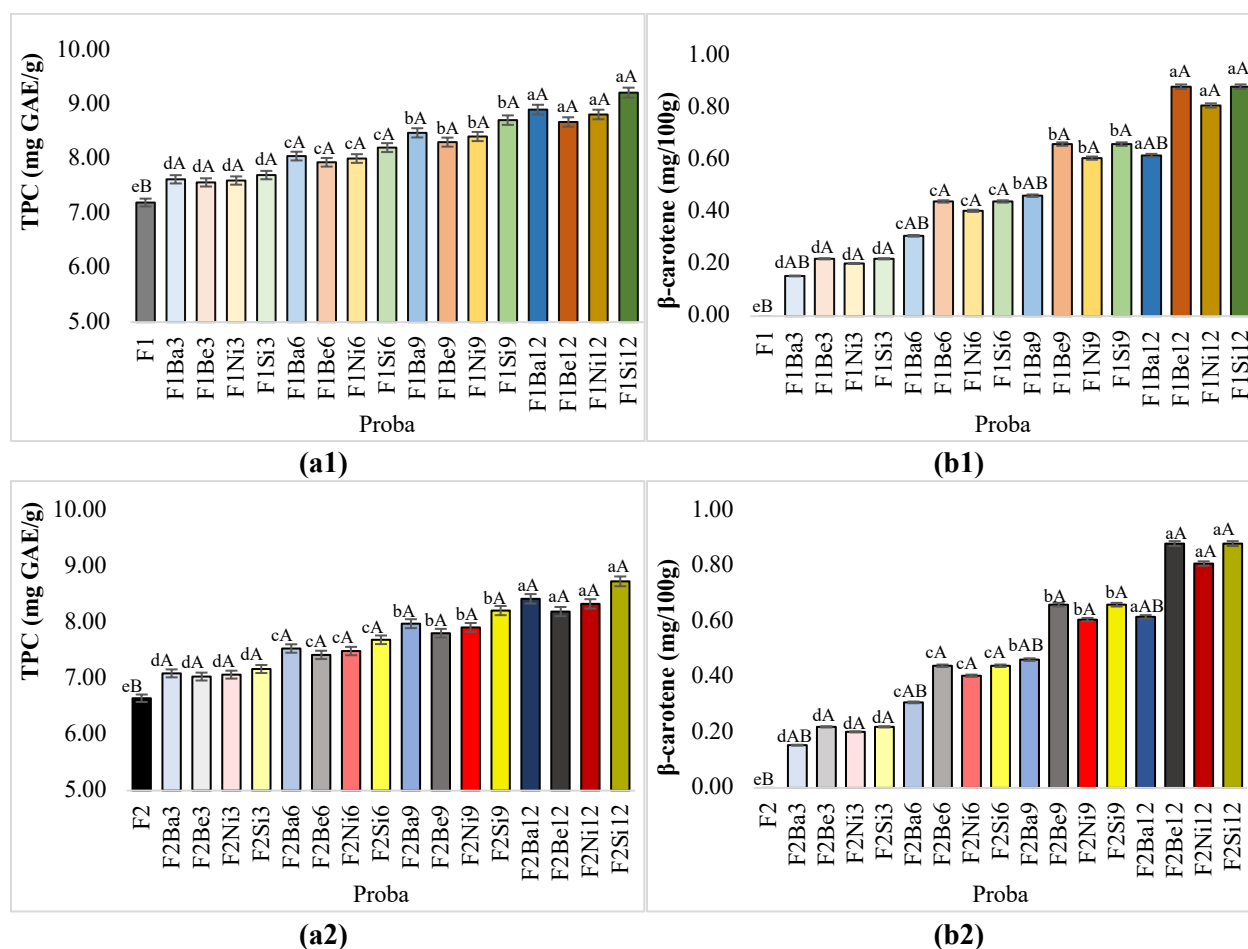 TPC (mg GAE/g)
10.00
9.00
8.00
7.00
6.00
5.00
eB dA dA dA dA cA cA cA cA bA bA bA bA aA aA aA aA
F1 F1Ba3 F1Be3 F1Ni3 F1Si3 F1Ba6 F1Be6 F1Ni6 F1Si6 F1Ba9 F1Be9 F1Ni9 F1Si9 F1Ba12 F1Be12 F1Ni12 F1Si12
Proba
(a1)
β-carotene (mg/100g)
1.00
0.80
0.60
0.40
0.20
0.00
eB dAB dA dA dA cAB cA cA cA bAB bA bA bA aAB aA aA aA
F1 F1Ba3 F1Be3 F1Ni3 F1Si3 F1Ba6 F1Be6 F1Ni6 F1Si6 F1Ba9 F1Be9 F1Ni9 F1Si9 F1Ba12 F1Be12 F1Ni12 F1Si12
Proba
(b1)
TPC (mg GAE/g)
10.00
9.00
8.00
7.00
6.00
5.00
eB dA dA dA dA cA cA cA cA bA bA bA bA aA aA aA aA
F2 F2Ba3 F2Be3 F2Ni3 F2Si3 F2Ba6 F2Be6 F2Ni6 F2Si6 F2Ba9 F2Be9 F2Ni9 F2Si9 F2Ba12 F2Be12 F2Ni12 F2Si12
Proba
(a2)
β-carotene (mg/100g)
1.00
0.80
0.60
0.40
0.20
0.00
eB dAB dA dA dA cAB cA cA cA bAB bA bA bA aAB aA aA aA
F2 F2Ba3 F2Be3 F2Ni3 F2Si3 F2Ba6 F2Be6 F2Ni6 F2Si6 F2Ba9 F2Be9 F2Ni9 F2Si9 F2Ba12 F2Be12 F2Ni12 F2Si12
Proba
(b2)